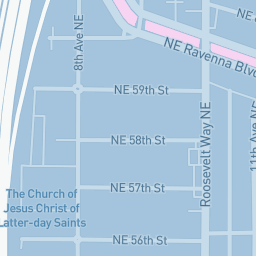 8th Ave NE
NE Ravenna Blv
NE 59th St
NE 58th St
Roosevelt Way NE
11th Ave NE
NE 57th St
The Church of
Jesus Christ of
Latter-day Saints
NE 56th St